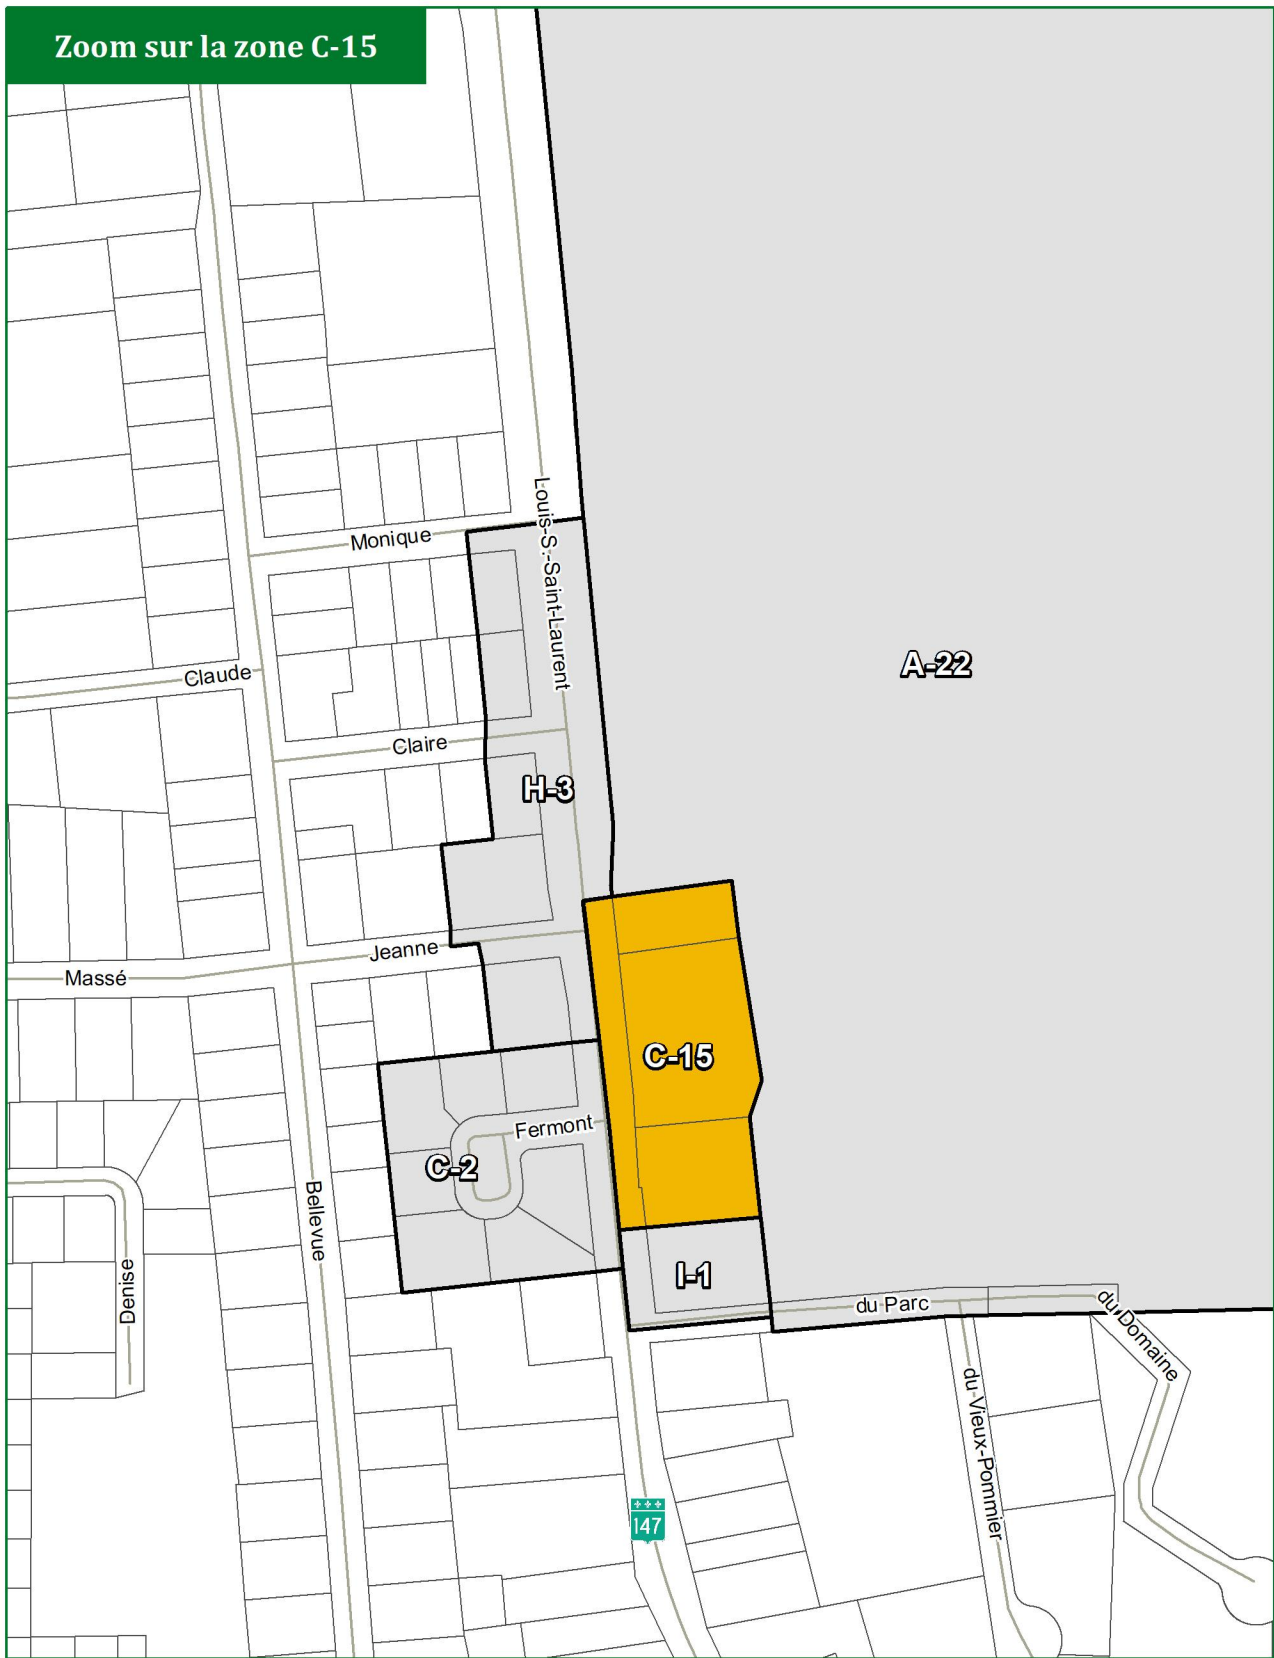 Zoom sur la zone C-15
Louis-S.-Saint-Laurent
Monique
A-22
Claude
Claire
H-3
Jeanne
Massé
C-15
Fermont
C-2
Bellevue
Denise
I-1
du Parc
du Domaine
du Vieux-Pommier
147